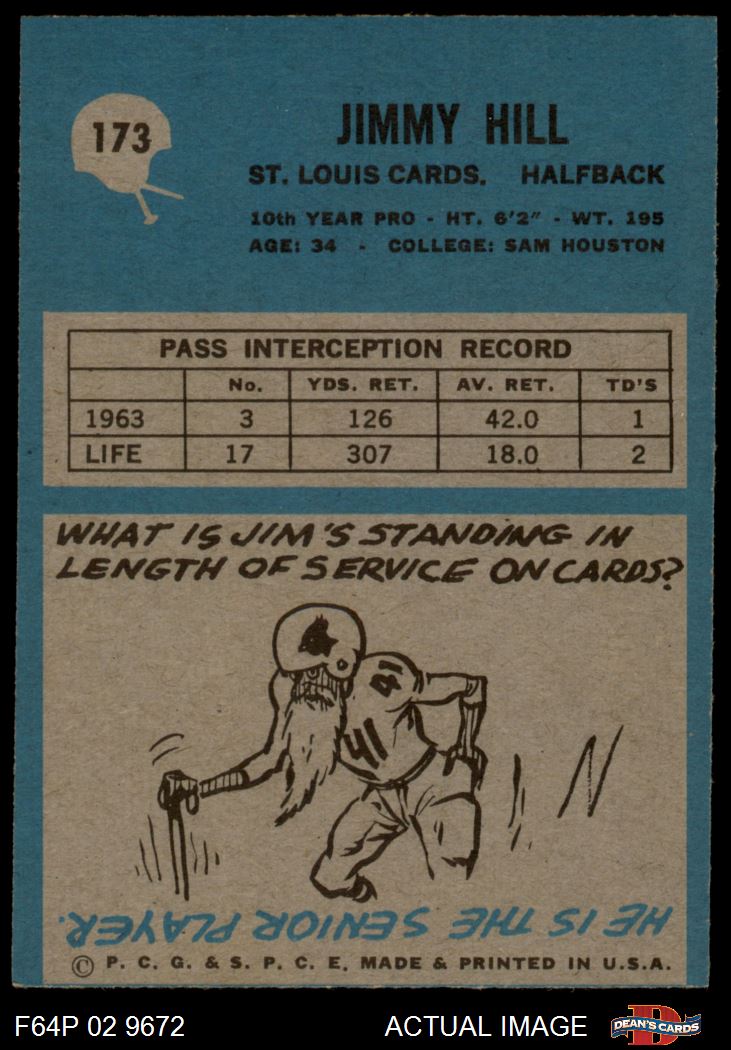 173
JIMMY HILL
ST. LOUIS CARDS. HALFBACK
10th YEAR PRO - HT. 6'2" - WT. 195
AGE: 34 - COLLEGE: SAM HOUSTON
PASS INTERCEPTION RECORD
No. YDS. RET. AV. RET. TD'S
1963 3 126 42.0 1
LIFE 17 307 18.0 2
WHAT IS JIM'S STANDING IN
LENGTH OF SERVICE ON CARDS?
41
41
HE IS THE SENIOR PLAYER.
© P. C. G. & S. P. C. E. MADE & PRINTED IN U.S.A.
F64P 02 9672 ACTUAL IMAGE
D
DEAN'S CARDS